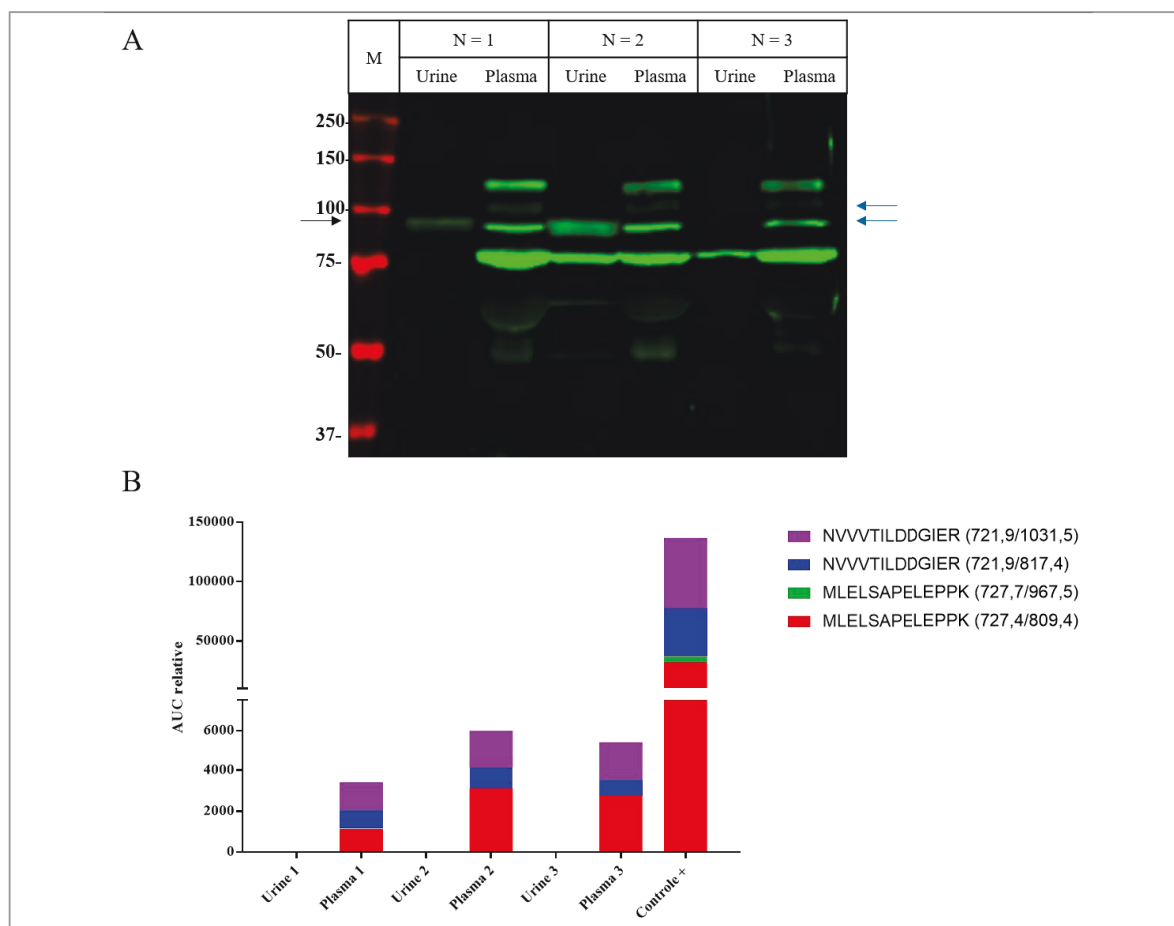 A
M
N = 1
N = 2
N = 3
Urine
Plasma
Urine
Plasma
Urine
Plasma
250-
150-
100-
75-
50-
37-
B
AUC relative
150000
100000
50000
6000
4000
2000
0
Urine 1
Plasma 1
Urine 2
Plasma 2
Urine 3
Plasma 3
Controle +
NVVVTILDDGIER (721,9/1031,5)
NVVVTILDDGIER (721,9/817,4)
MLELSAPELEPPK (727,7/967,5)
MLELSAPELEPPK (727,4/809,4)